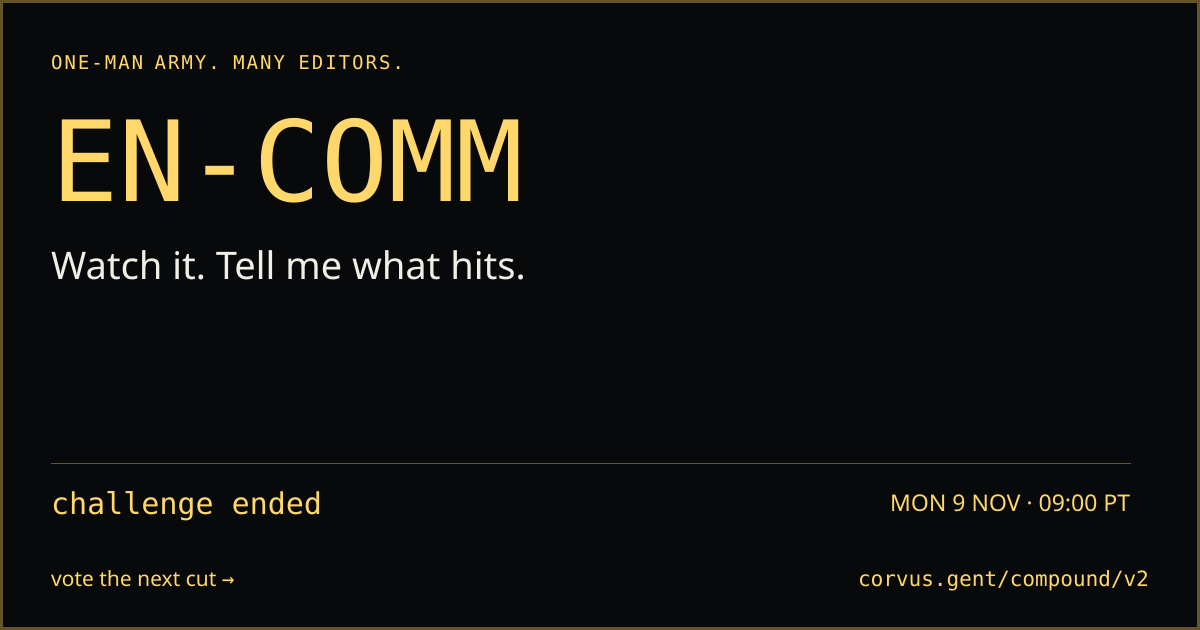 ONE-MAN ARMY. MANY EDITORS.
EN-COMM
Watch it. Tell me what hits.
challenge ended
MON 9 NOV · 09:00 PT
vote the next cut →
corvus.gent/compound/v2